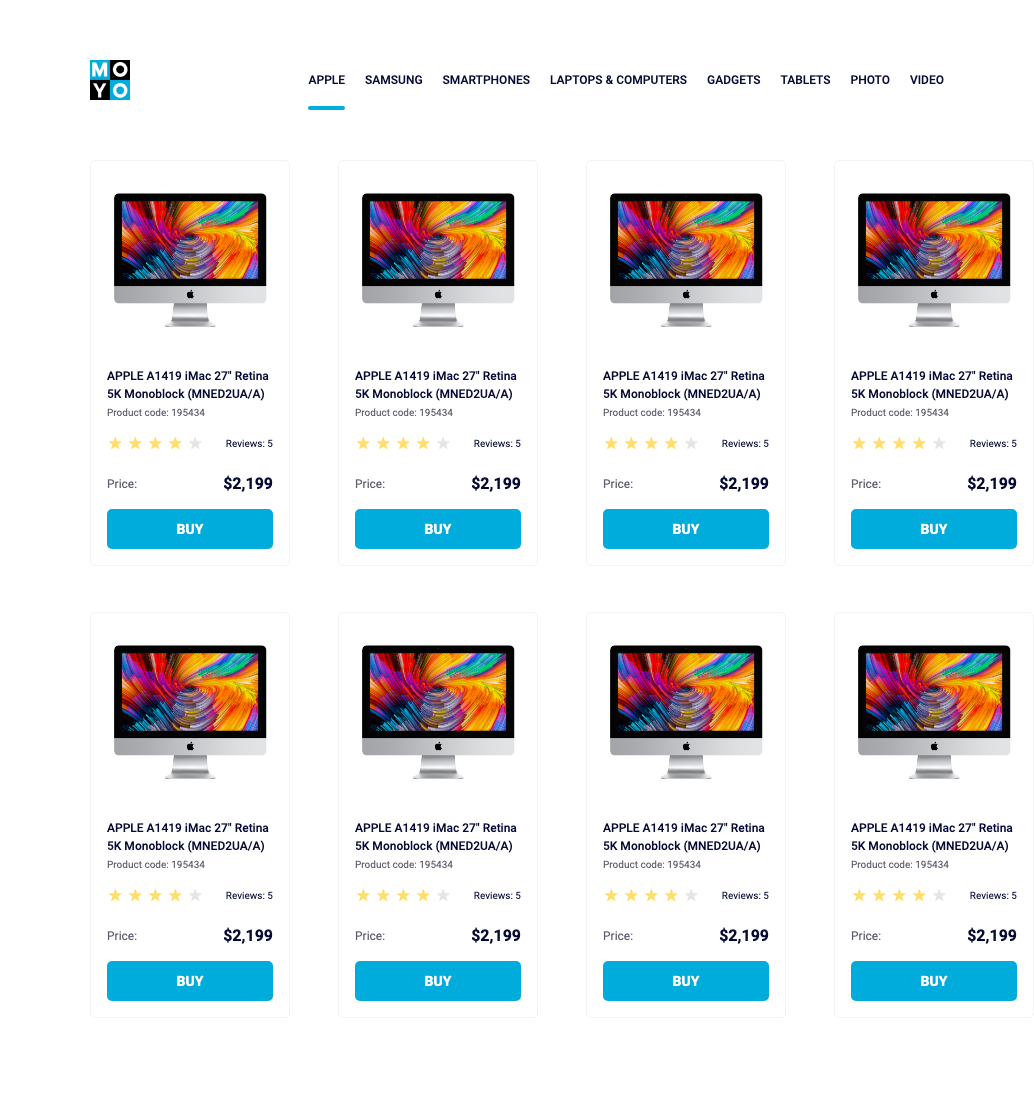 MO
YO
APPLE SAMSUNG SMARTPHONES LAPTOPS & COMPUTERS GADGETS TABLETS PHOTO VIDEO
APPLE A1419 iMac 27" Retina
5K Monoblock (MNED2UA/A)
Product code: 195434
Reviews: 5
Price: $2,199
BUY
APPLE A1419 iMac 27" Retina
5K Monoblock (MNED2UA/A)
Product code: 195434
Reviews: 5
Price: $2,199
BUY
APPLE A1419 iMac 27" Retina
5K Monoblock (MNED2UA/A)
Product code: 195434
Reviews: 5
Price: $2,199
BUY
APPLE A1419 iMac 27" Retina
5K Monoblock (MNED2UA/A)
Product code: 195434
Reviews: 5
Price: $2,199
BUY
APPLE A1419 iMac 27" Retina
5K Monoblock (MNED2UA/A)
Product code: 195434
Reviews: 5
Price: $2,199
BUY
APPLE A1419 iMac 27" Retina
5K Monoblock (MNED2UA/A)
Product code: 195434
Reviews: 5
Price: $2,199
BUY
APPLE A1419 iMac 27" Retina
5K Monoblock (MNED2UA/A)
Product code: 195434
Reviews: 5
Price: $2,199
BUY
APPLE A1419 iMac 27" Retina
5K Monoblock (MNED2UA/A)
Product code: 195434
Reviews: 5
Price: $2,199
BUY